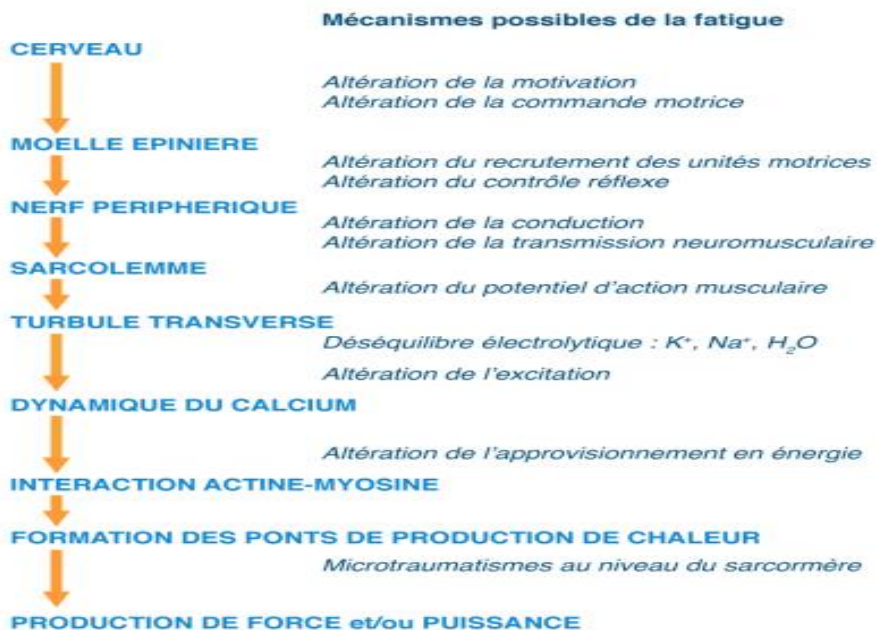 Mécanismes possibles de la fatigue
CERVEAU
Altération de la motivation
Altération de la commande motrice
MOELLE EPINIERE
Altération du recrutement des unités motrices
Altération du contrôle réflexe
NERF PERIPHERIQUE
Altération de la conduction
Altération de la transmission neuromusculaire
SARCOLEMME
Altération du potentiel d'action musculaire
TURBULE TRANSVERSE
Déséquilibre électrolytique : K⁺, Na⁺, H₂O
Altération de l'excitation
DYNAMIQUE DU CALCIUM
Altération de l'approvisionnement en énergie
INTERACTION ACTINE-MYOSINE
FORMATION DES PONTS DE PRODUCTION DE CHALEUR
Microtraumatismes au niveau du sarcormère
PRODUCTION DE FORCE et/ou PUISSANCE